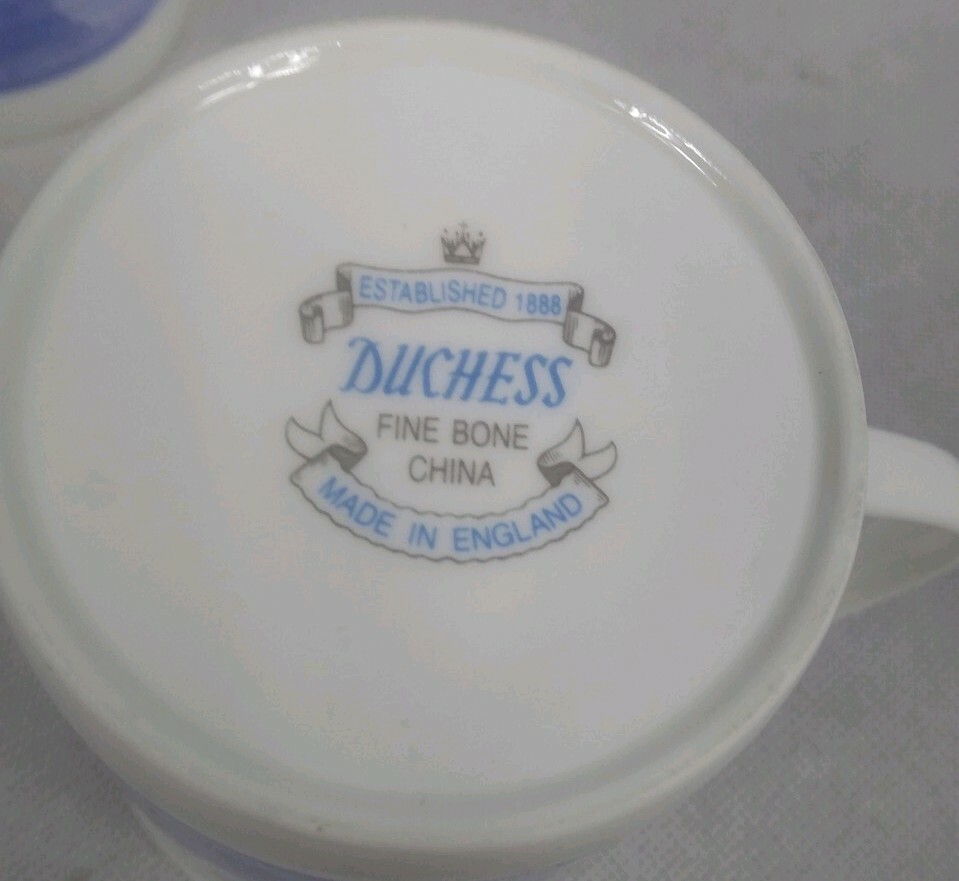 ESTABLISHED 1888
DUCHESS
FINE BONE
CHINA
MADE IN ENGLAND